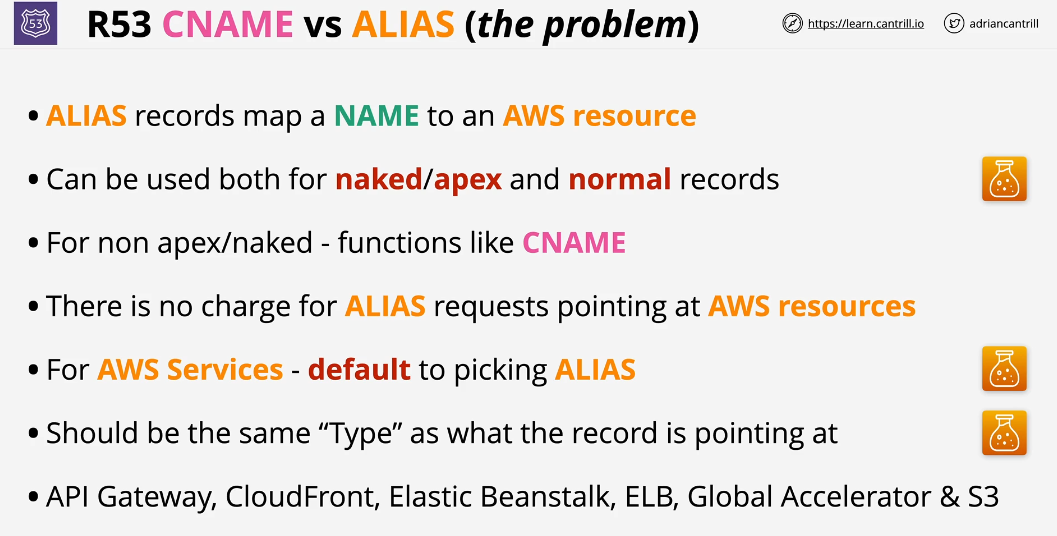 53
R53 CNAME vs ALIAS (the problem)
https://learn.cantrill.io
adriancantrill
• ALIAS records map a NAME to an AWS resource
• Can be used both for naked/apex and normal records
• For non apex/naked - functions like CNAME
• There is no charge for ALIAS requests pointing at AWS resources
• For AWS Services - default to picking ALIAS
• Should be the same “Type” as what the record is pointing at
• API Gateway, CloudFront, Elastic Beanstalk, ELB, Global Accelerator & S3